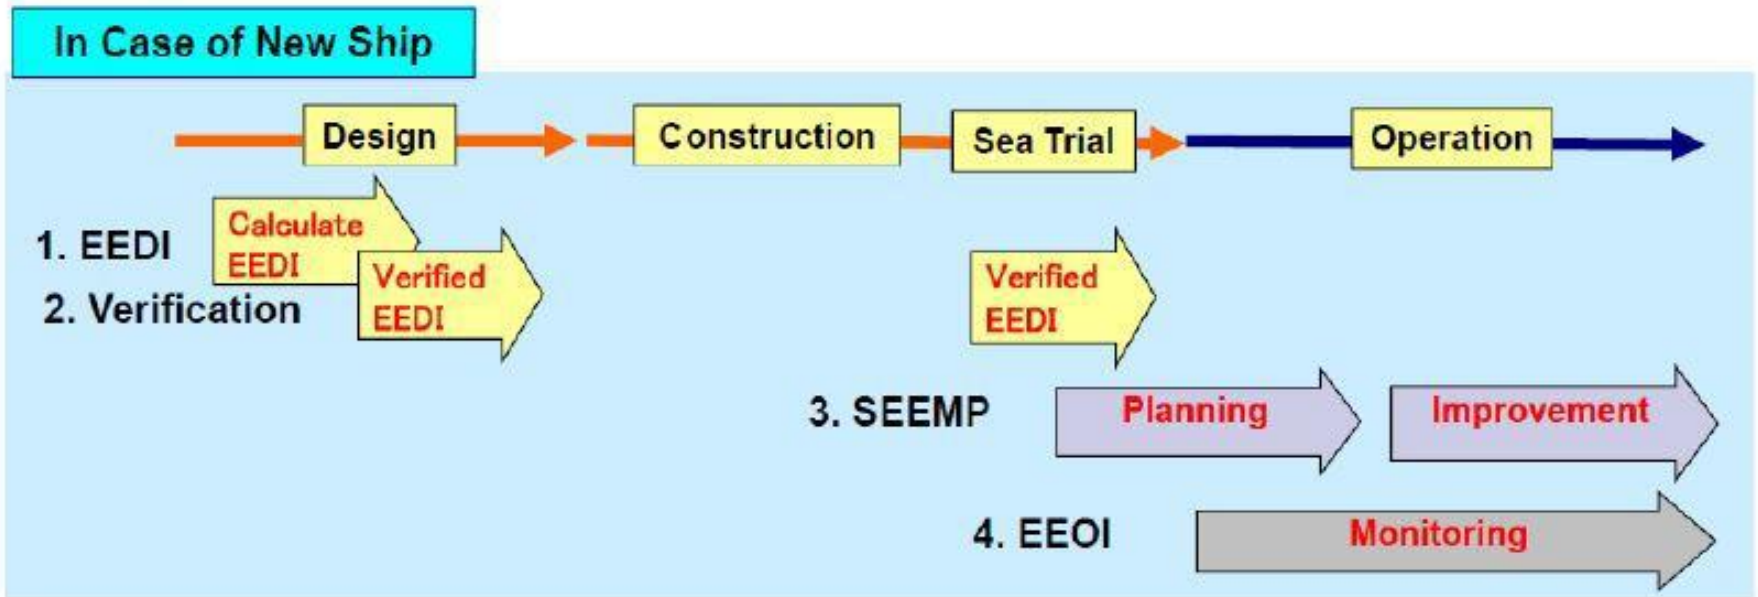 In Case of New Ship
Design
Construction
Sea Trial
Operation
1. EEDI
Calculate
EEDI
2. Verification
Verified
EEDI
Verified
EEDI
3. SEEMP
Planning
Improvement
4. EEOI
Monitoring